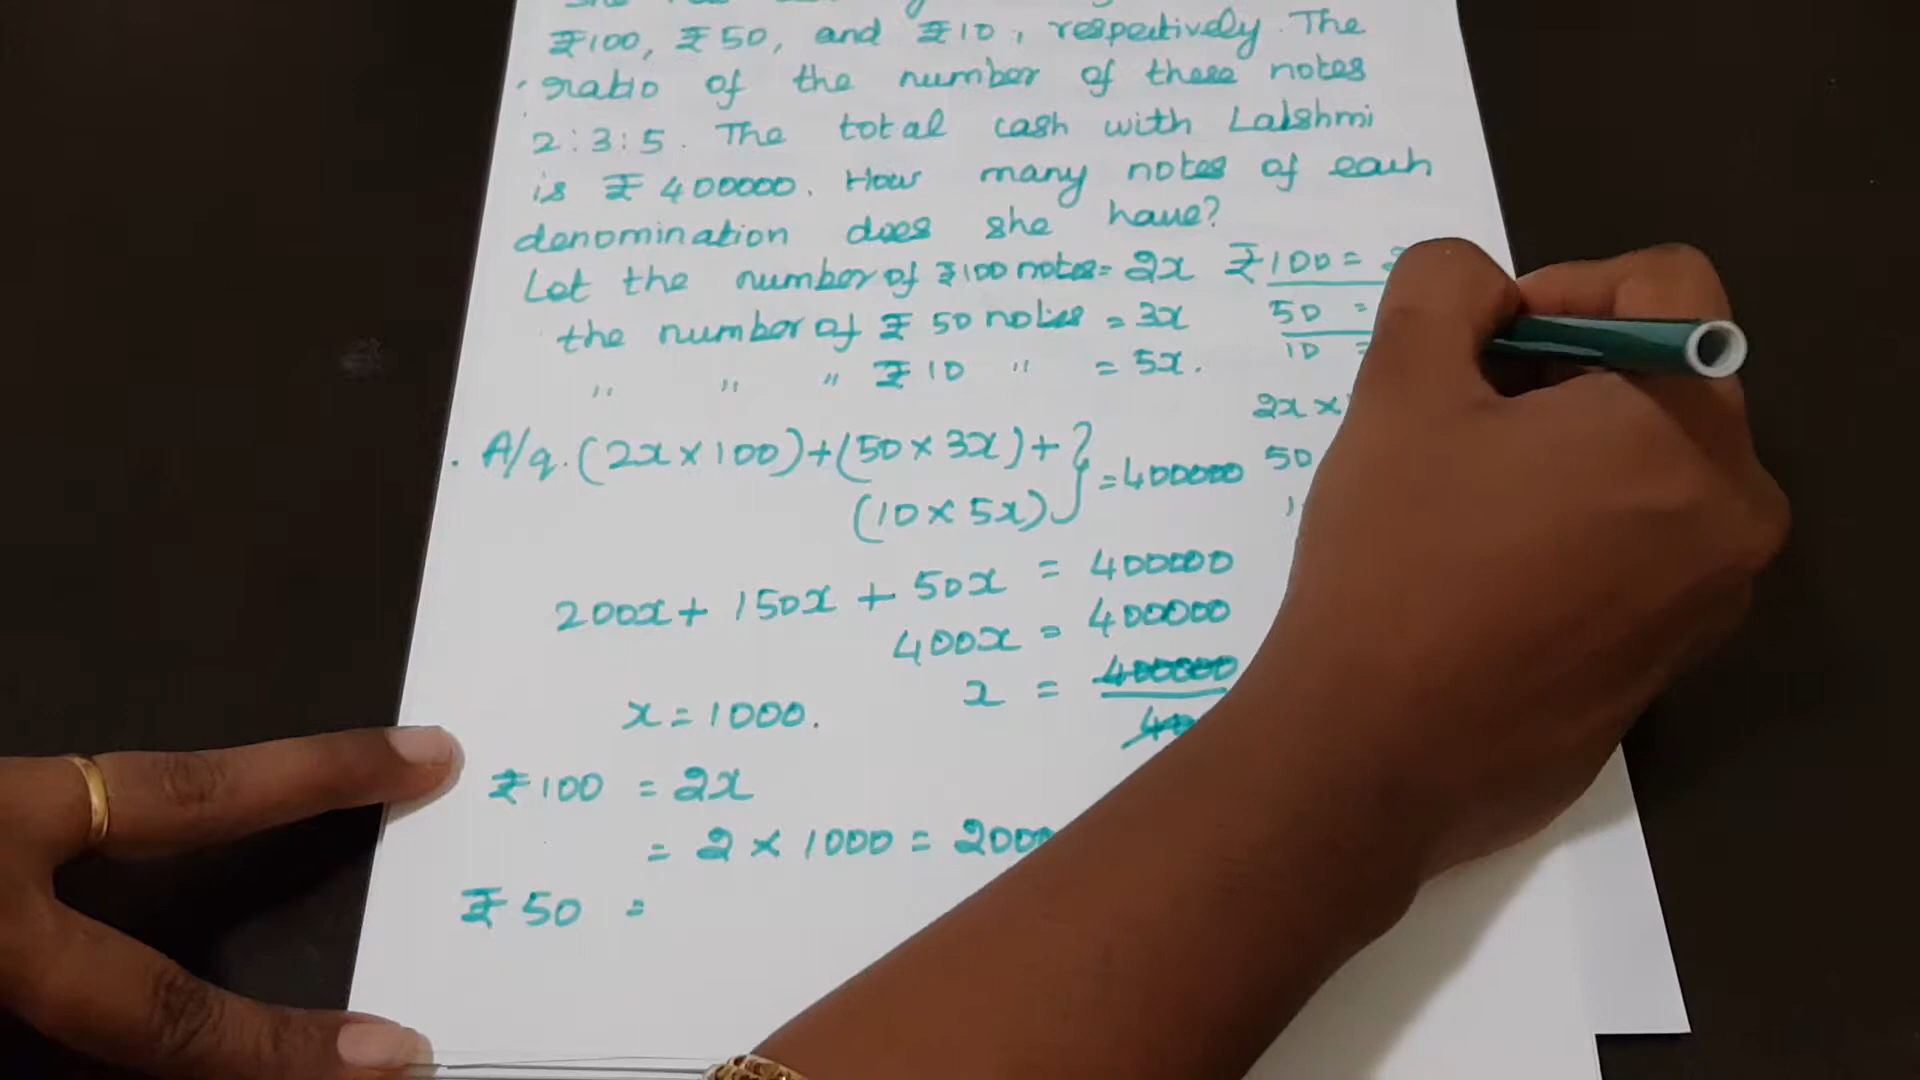 ₹100, ₹50, and ₹10, respectively. The
ratio of the number of these notes
2:3:5. The total cash with Lakshmi
is ₹ 400000. How many notes of each
denomination does she have?
Let the number of ₹100 notes = 2x ₹100 =
the number of ₹ 50 notes = 3x 50 =
" " " ₹10 " = 5x. 10 =
2x ×
A/q. (2x × 100) + (50 × 3x) + } = 400000 50
(10 × 5x)
200x + 150x + 50x = 400000
400x = 400000
x = 400000
x = 1000.
₹100 = 2x
= 2 × 1000 = 2000
₹ 50 =